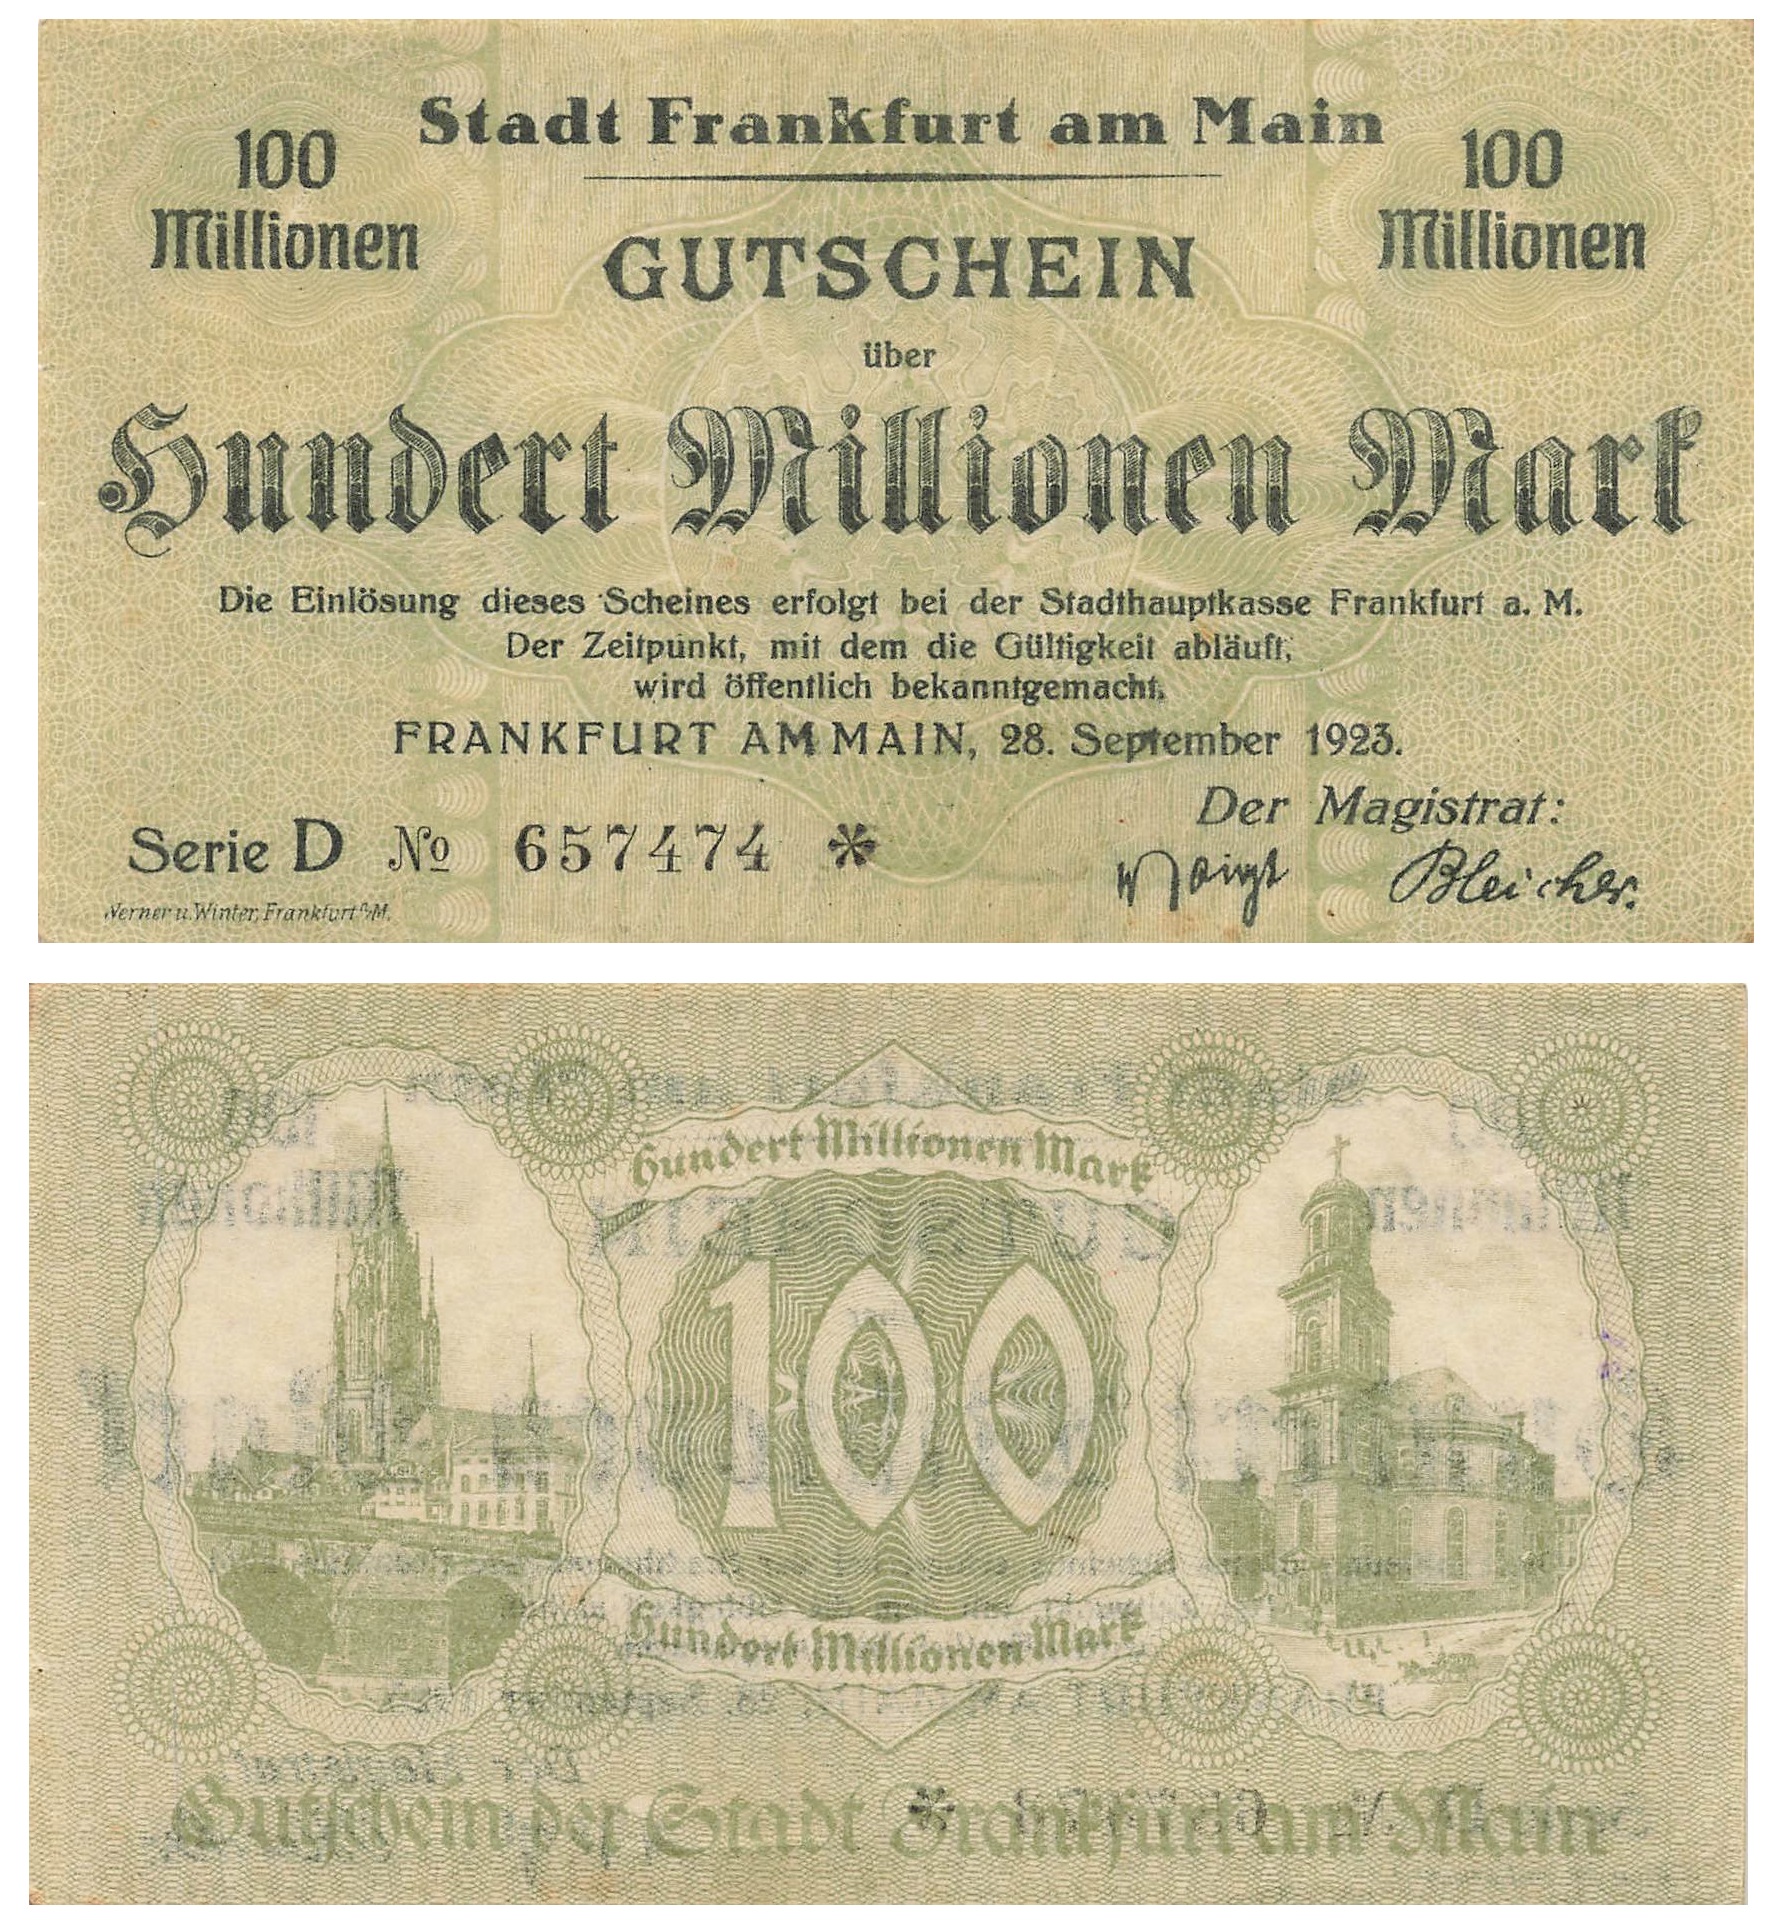 Stadt Frankfurt am Main
100
Millionen
100
Millionen
GUTSCHEIN
über
Hundert Millionen Mark
Die Einlösung dieses Scheines erfolgt bei der Stadthauptkasse Frankfurt a. M.
Der Zeitpunkt, mit dem die Gültigkeit abläuft,
wird öffentlich bekanntgemacht.
FRANKFURT AM MAIN, 28. September 1923.
Der Magistrat:
Serie D No 657474 *
Voigt Bleicher.
Werner u. Winter, Frankfurt a/M.
Hundert Millionen Mark
100
Hundert Millionen Mark
Gutschein der Stadt Frankfurt am Main